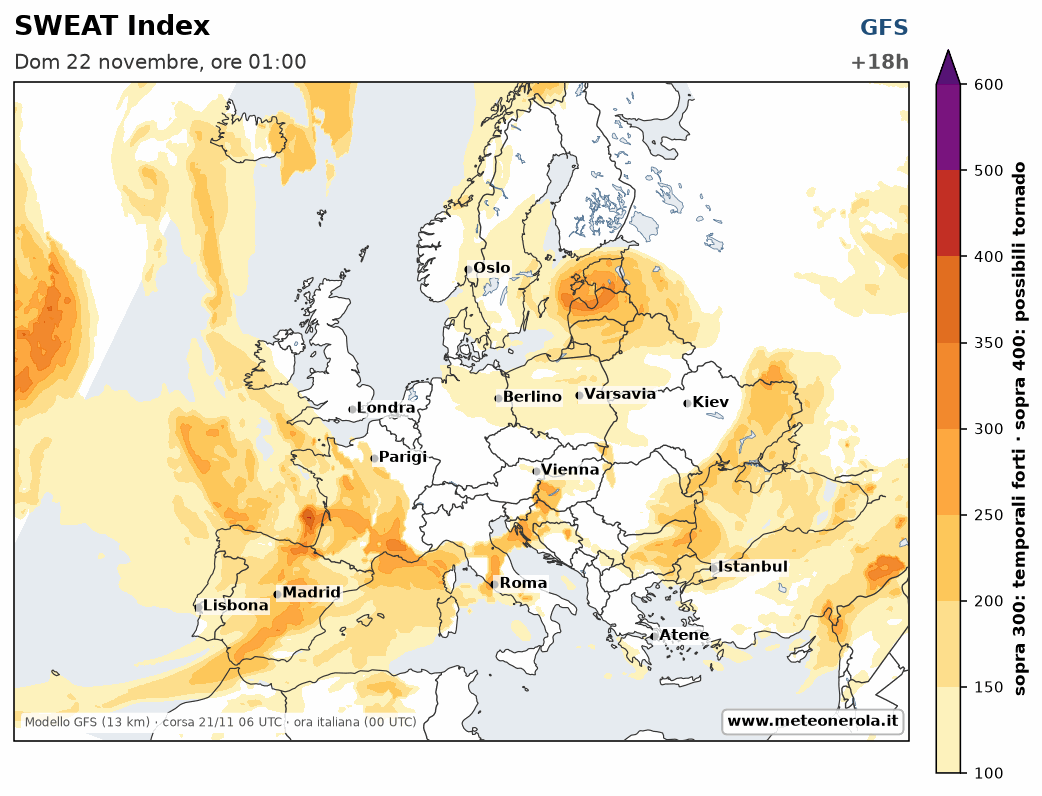 SWEAT Index
GFS
Dom 22 novembre, ore 01:00
+18h
600
500
400
350
300
250
200
150
100
sopra 300: temporali forti · sopra 400: possibili tornado
Oslo
Berlino
Varsavia
Kiev
Londra
Parigi
Vienna
Istanbul
Roma
Madrid
Lisbona
Atene
Modello GFS (13 km) · corsa 21/11 06 UTC · ora italiana (00 UTC)
www.meteonerola.it